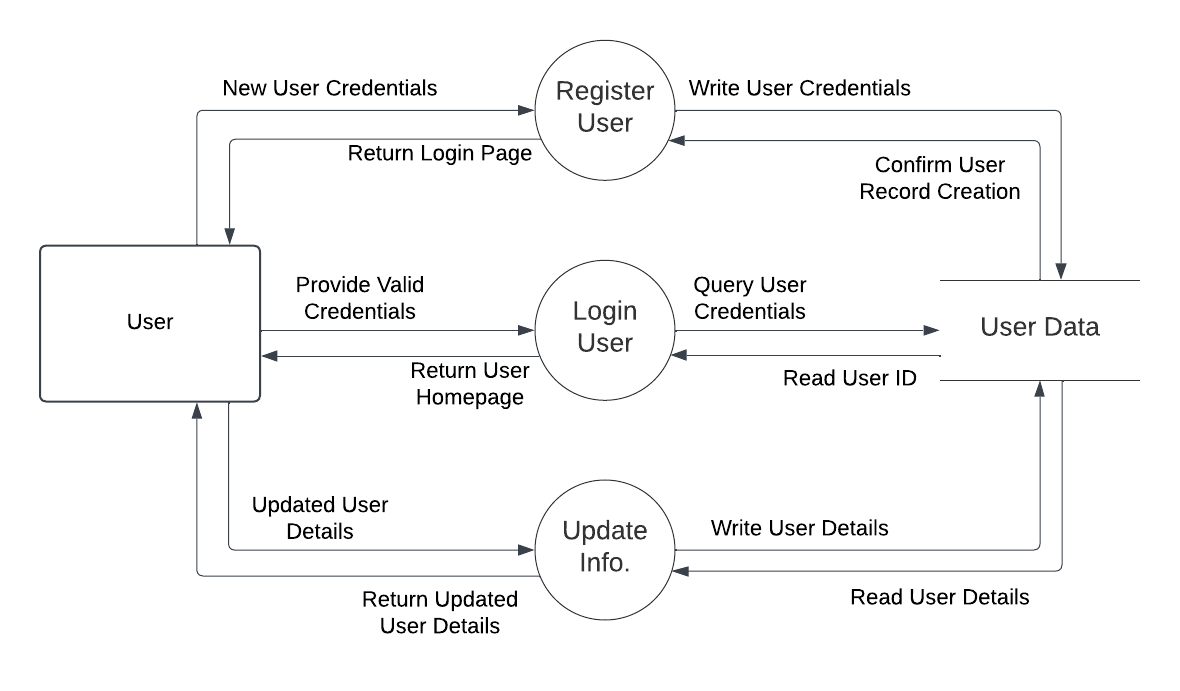 New User Credentials
Register
User
Write User Credentials
Return Login Page
Confirm User
Record Creation
User
Provide Valid
Credentials
Login
User
Query User
Credentials
User Data
Return User
Homepage
Read User ID
Updated User
Details
Update
Info.
Write User Details
Return Updated
User Details
Read User Details